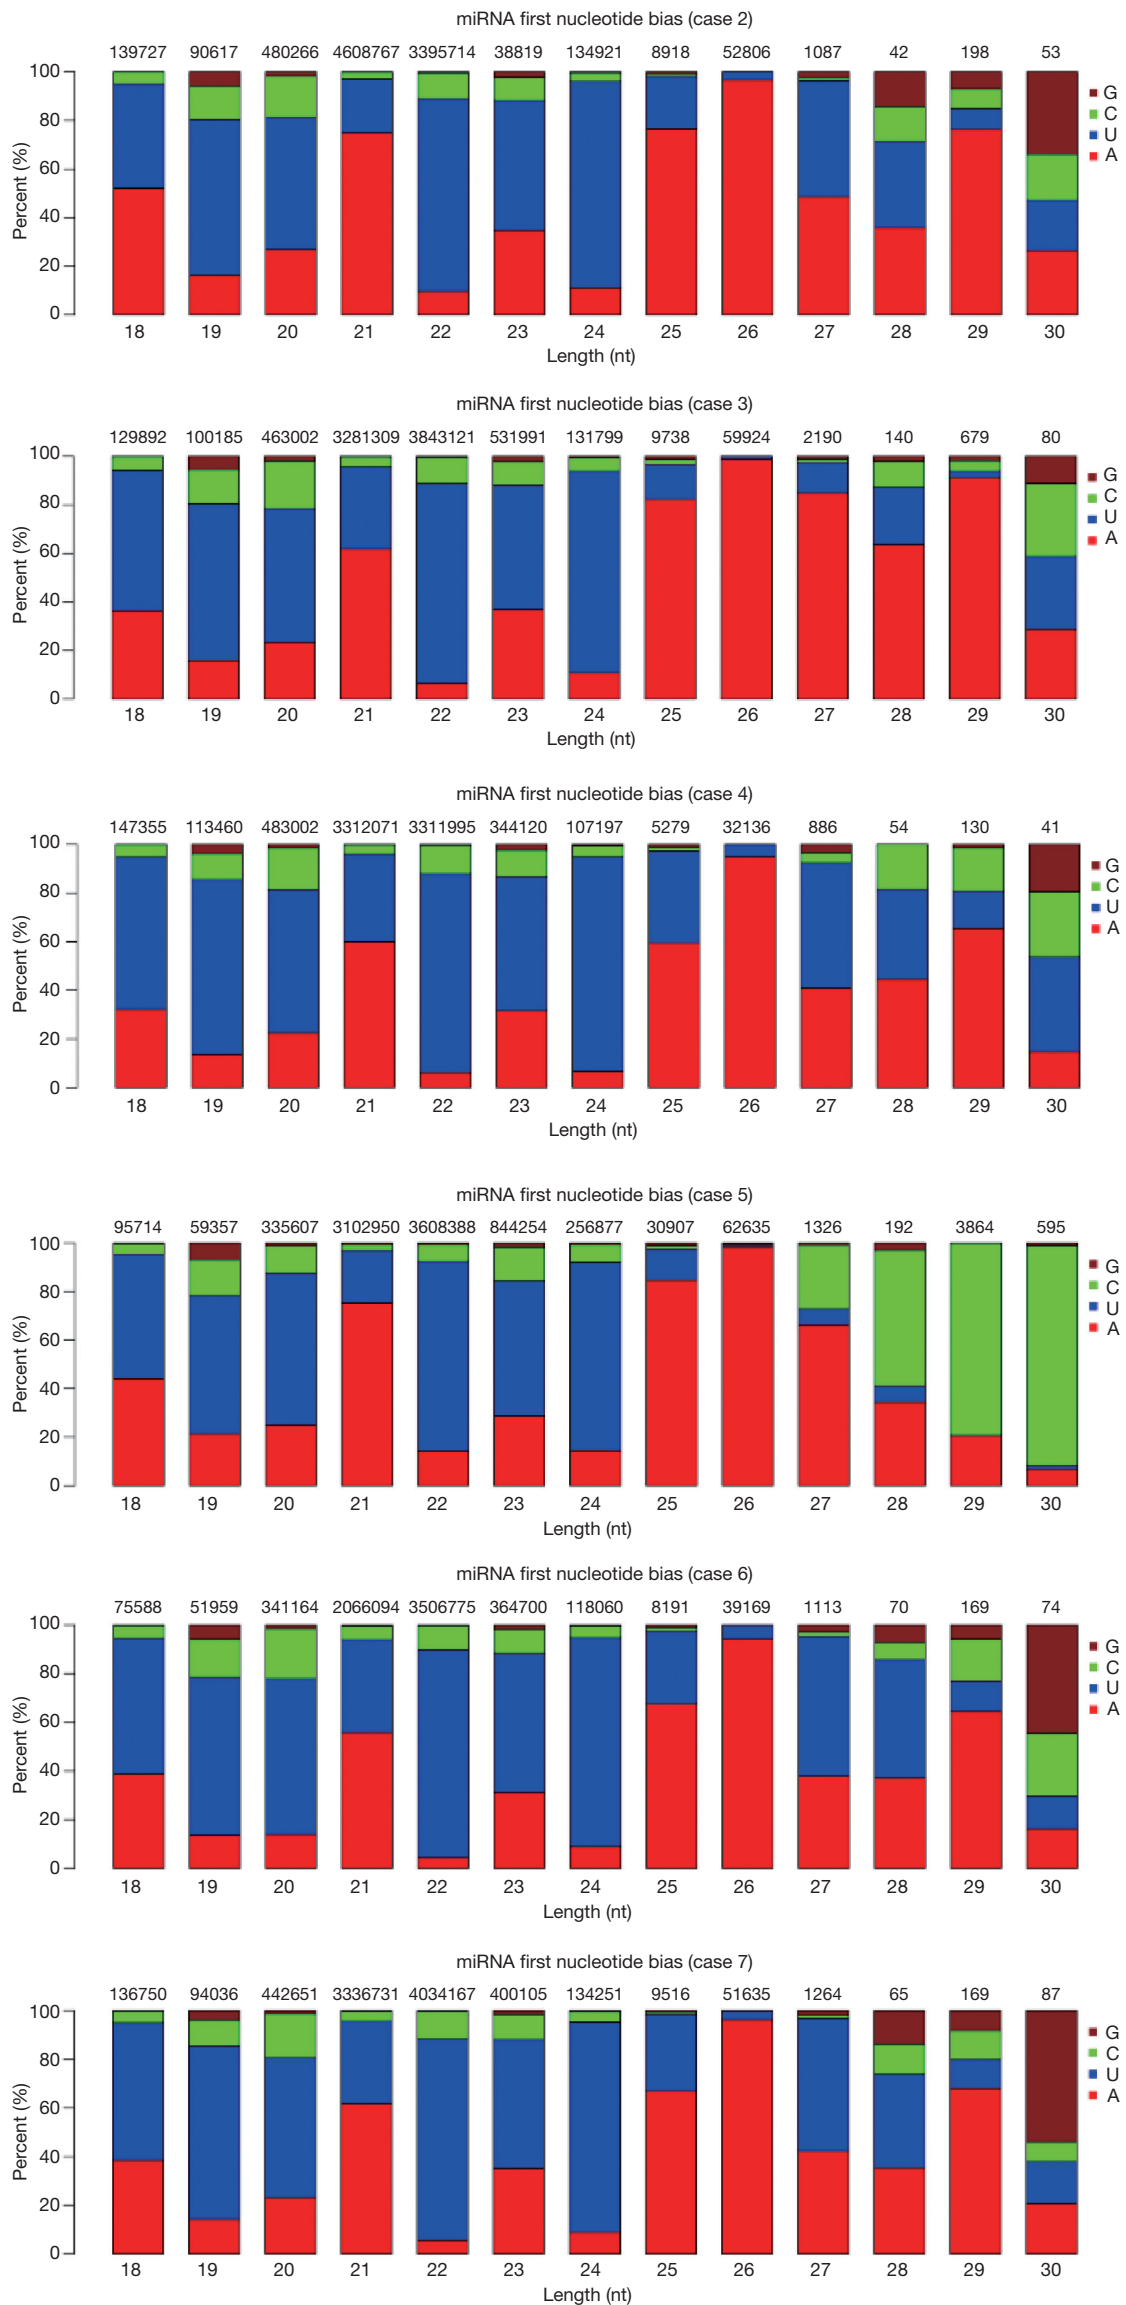 miRNA first nucleotide bias (case 2)
139727 90617 480266 4608767 3395714 38819 134921 8918 52806 1087 42 198 53
100
80
60
40
20
0
Percent (%)
G
C
U
A
18 19 20 21 22 23 24 25 26 27 28 29 30
Length (nt)
miRNA first nucleotide bias (case 3)
129892 100185 463002 3281309 3843121 531991 131799 9738 59924 2190 140 679 80
100
80
60
40
20
0
Percent (%)
G
C
U
A
18 19 20 21 22 23 24 25 26 27 28 29 30
Length (nt)
miRNA first nucleotide bias (case 4)
147355 113460 483002 3312071 3311995 344120 107197 5279 32136 886 54 130 41
100
80
60
40
20
0
Percent (%)
G
C
U
A
18 19 20 21 22 23 24 25 26 27 28 29 30
Length (nt)
miRNA first nucleotide bias (case 5)
95714 59357 335607 3102950 3608388 844254 256877 30907 62635 1326 192 3864 595
100
80
60
40
20
0
Percent (%)
G
C
U
A
18 19 20 21 22 23 24 25 26 27 28 29 30
Length (nt)
miRNA first nucleotide bias (case 6)
75588 51959 341164 2066094 3506775 364700 118060 8191 39169 1113 70 169 74
100
80
60
40
20
0
Percent (%)
G
C
U
A
18 19 20 21 22 23 24 25 26 27 28 29 30
Length (nt)
miRNA first nucleotide bias (case 7)
136750 94036 442651 3336731 4034167 400105 134251 9516 51635 1264 65 169 87
100
80
60
40
20
0
Percent (%)
G
C
U
A
18 19 20 21 22 23 24 25 26 27 28 29 30
Length (nt)